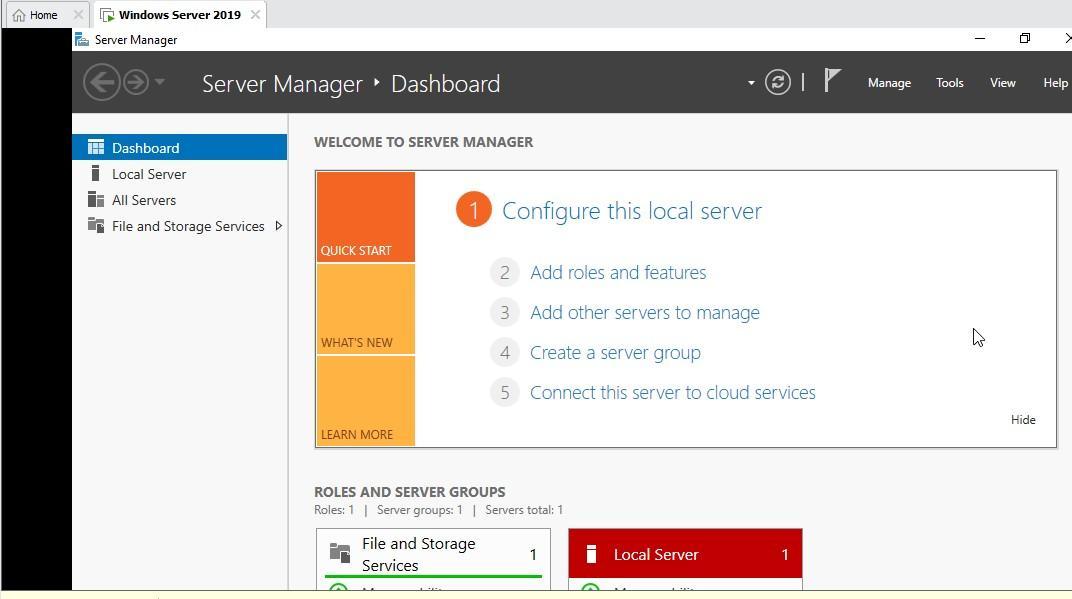 Home
Windows Server 2019
Server Manager
Server Manager ‣ Dashboard
Manage Tools View Help
Dashboard
Local Server
All Servers
File and Storage Services
WELCOME TO SERVER MANAGER
QUICK START
WHAT'S NEW
LEARN MORE
1 Configure this local server
2 Add roles and features
3 Add other servers to manage
4 Create a server group
5 Connect this server to cloud services
Hide
ROLES AND SERVER GROUPS
Roles: 1 | Server groups: 1 | Servers total: 1
File and Storage
Services 1
Local Server 1